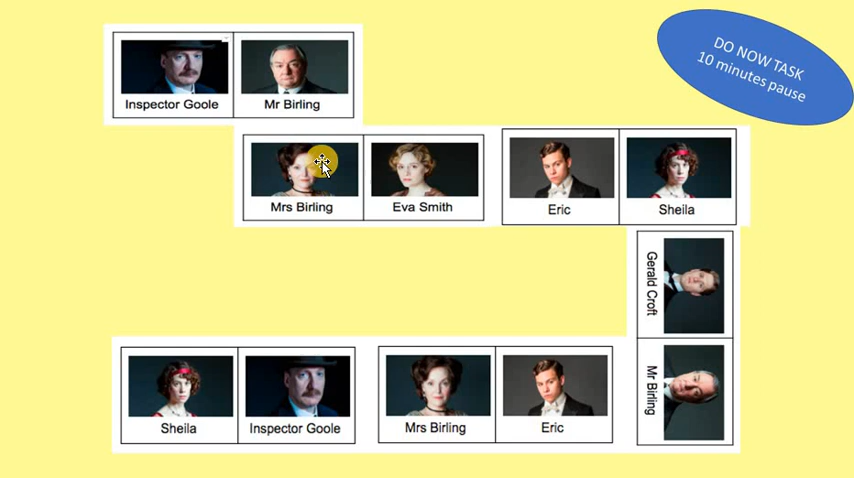 DO NOW TASK
10 minutes pause
Inspector Goole
Mr Birling
Mrs Birling
Eva Smith
Eric
Sheila
Gerald Croft
Mr Birling
Sheila
Inspector Goole
Mrs Birling
Eric